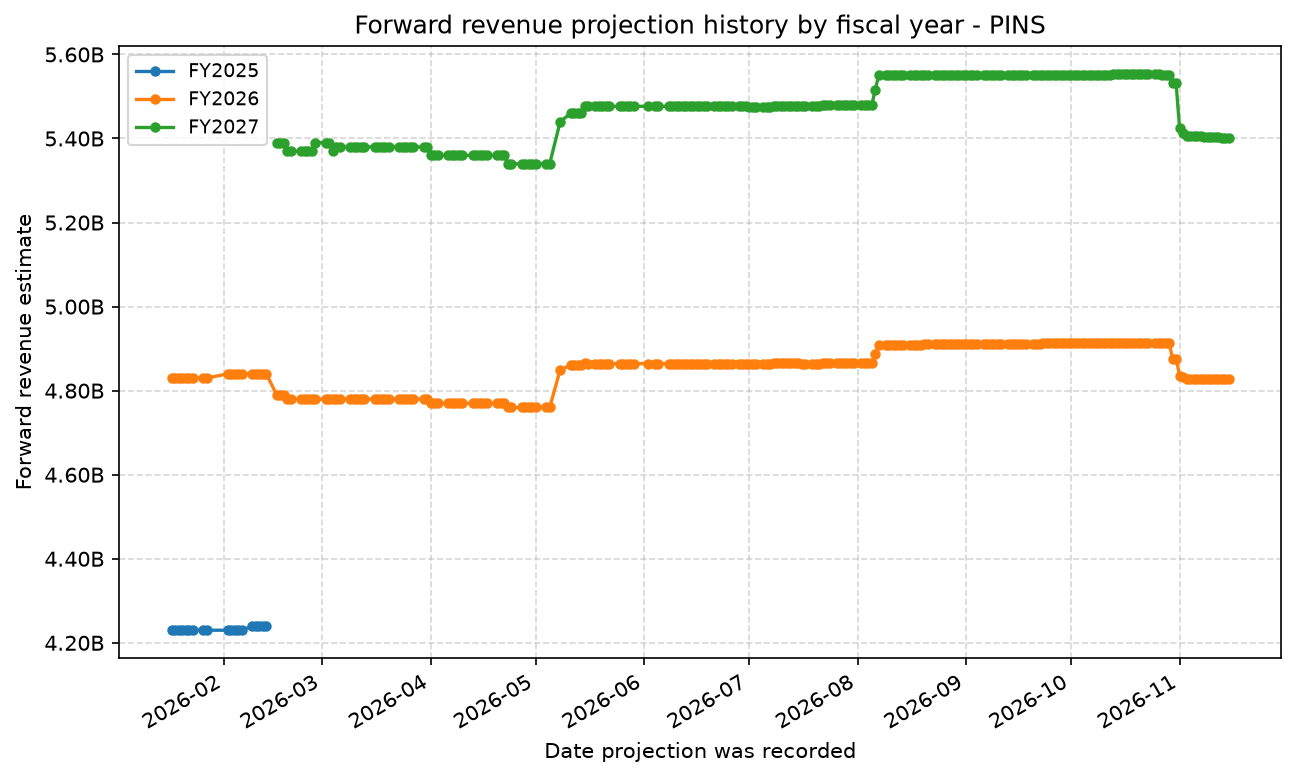 Forward revenue projection history by fiscal year - PINS
FY2025
FY2026
FY2027
Forward revenue estimate
5.60B
5.40B
5.20B
5.00B
4.80B
4.60B
4.40B
4.20B
2026-02
2026-03
2026-04
2026-05
2026-06
2026-07
2026-08
2026-09
2026-10
2026-11
Date projection was recorded